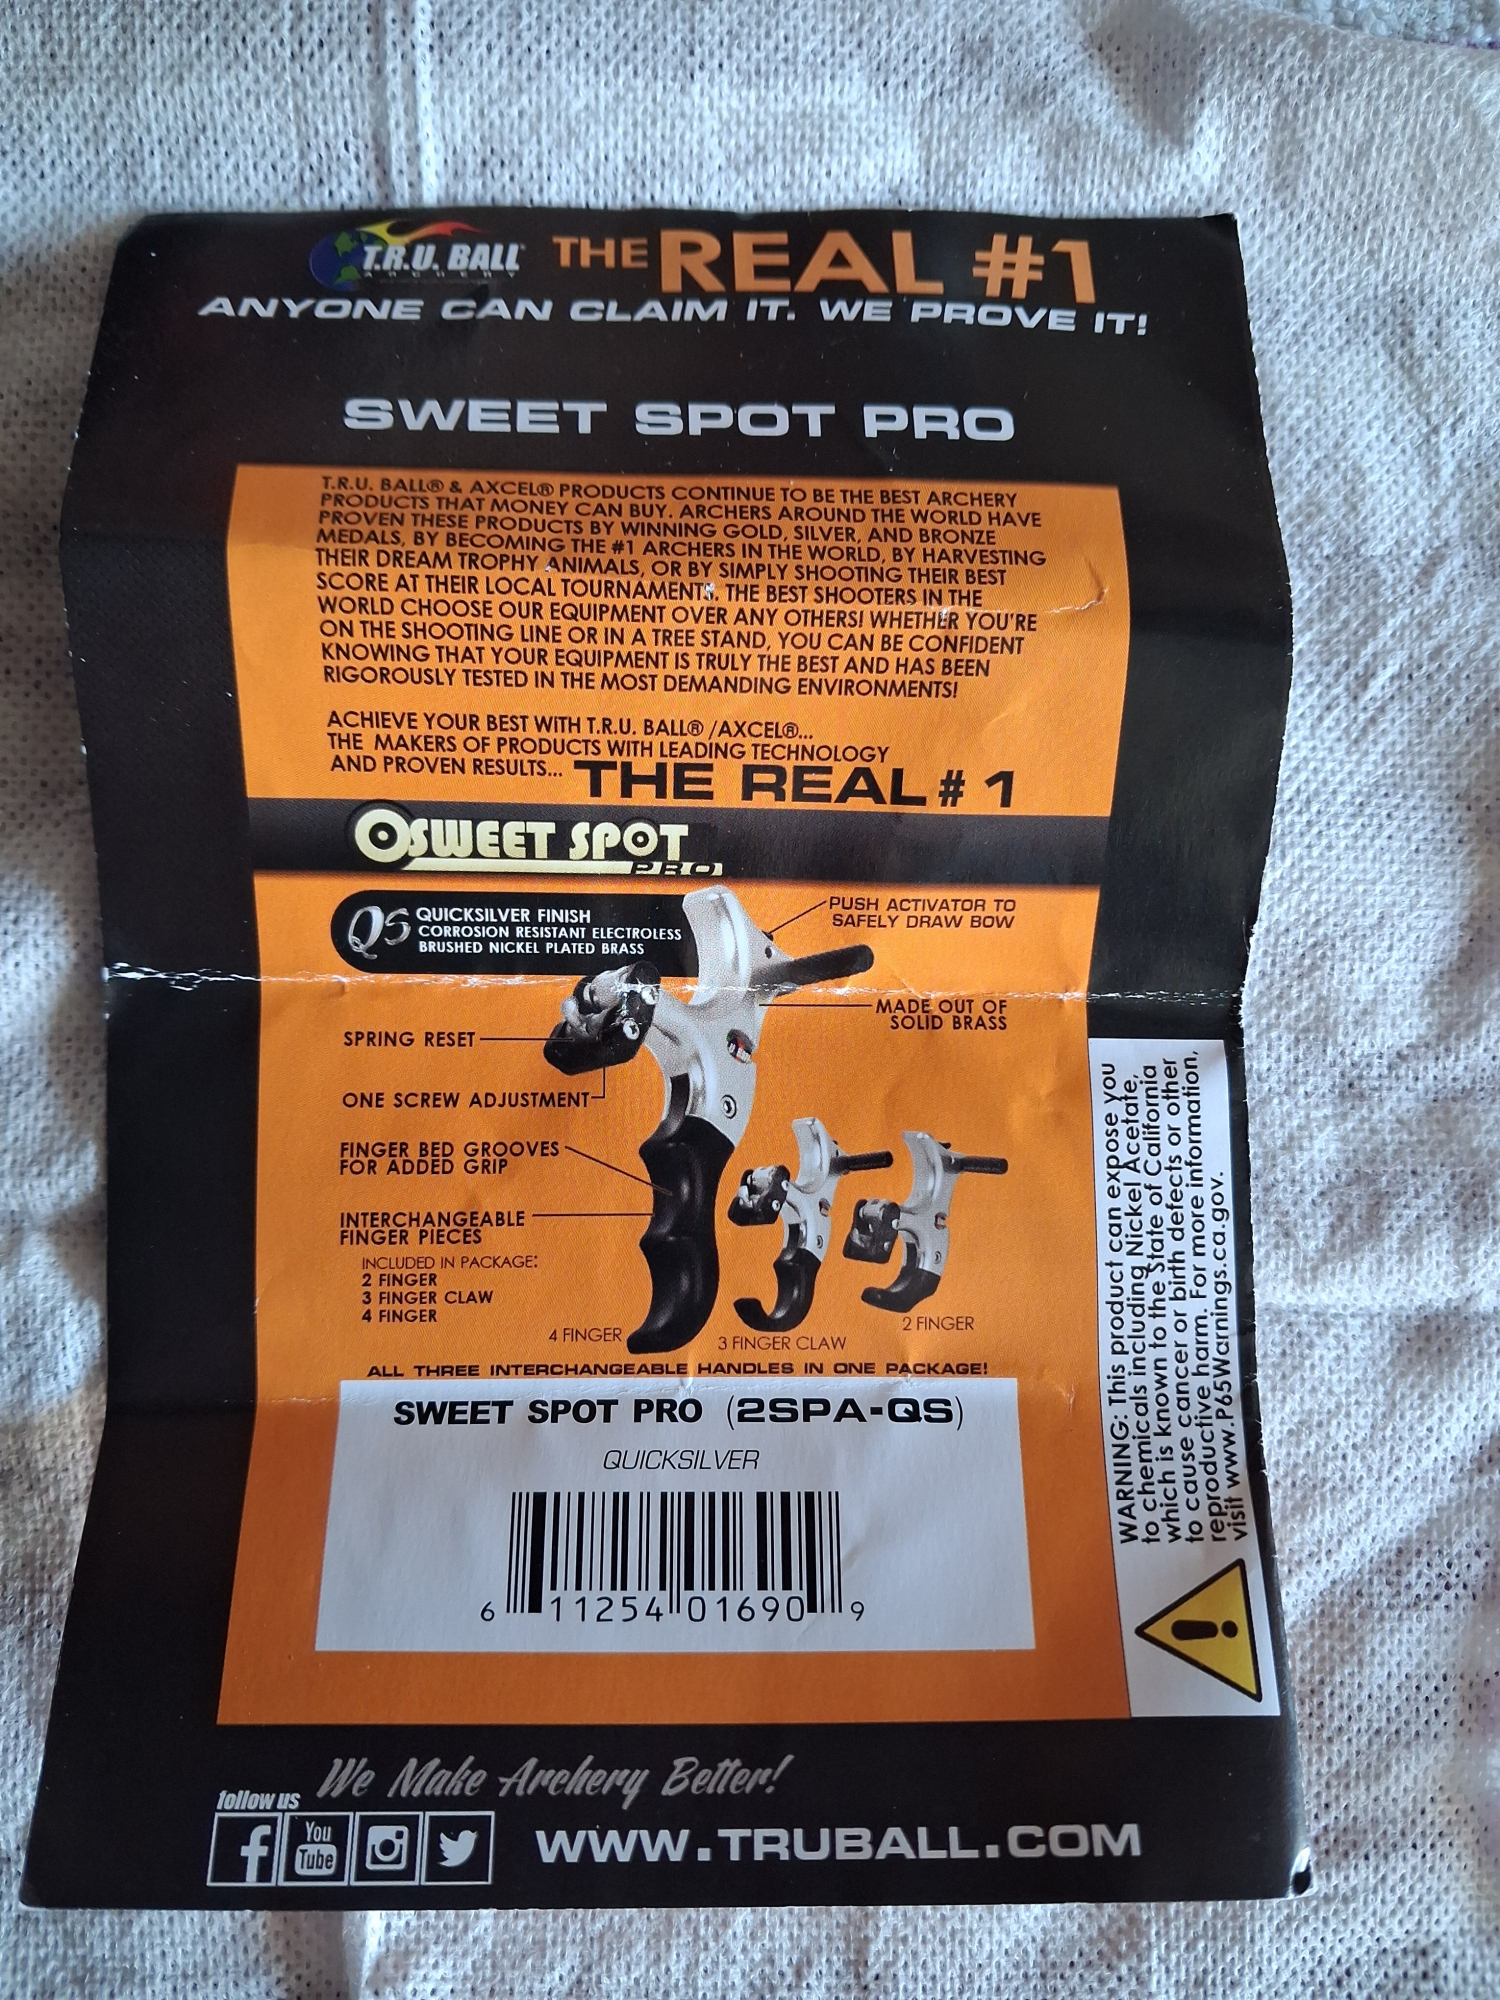 T.R.U. BALL
ARCHERY
THE REAL #1
ANYONE CAN CLAIM IT. WE PROVE IT!
SWEET SPOT PRO
T.R.U. BALL® & AXCEL® PRODUCTS CONTINUE TO BE THE BEST ARCHERY
PRODUCTS THAT MONEY CAN BUY. ARCHERS AROUND THE WORLD HAVE
PROVEN THESE PRODUCTS BY WINNING GOLD, SILVER, AND BRONZE
MEDALS, BY BECOMING THE #1 ARCHERS IN THE WORLD, BY HARVESTING
THEIR DREAM TROPHY ANIMALS, OR BY SIMPLY SHOOTING THEIR BEST
SCORE AT THEIR LOCAL TOURNAMENTS. THE BEST SHOOTERS IN THE
WORLD CHOOSE OUR EQUIPMENT OVER ANY OTHERS! WHETHER YOU'RE
ON THE SHOOTING LINE OR IN A TREE STAND, YOU CAN BE CONFIDENT
KNOWING THAT YOUR EQUIPMENT IS TRULY THE BEST AND HAS BEEN
RIGOROUSLY TESTED IN THE MOST DEMANDING ENVIRONMENTS!
ACHIEVE YOUR BEST WITH T.R.U. BALL® /AXCEL®...
THE MAKERS OF PRODUCTS WITH LEADING TECHNOLOGY
AND PROVEN RESULTS... THE REAL # 1
SWEET SPOT
PRO
QS QUICKSILVER FINISH
CORROSION RESISTANT ELECTROLESS
BRUSHED NICKEL PLATED BRASS
PUSH ACTIVATOR TO
SAFELY DRAW BOW
MADE OUT OF
SOLID BRASS
SPRING RESET
ONE SCREW ADJUSTMENT
FINGER BED GROOVES
FOR ADDED GRIP
INTERCHANGEABLE
FINGER PIECES
INCLUDED IN PACKAGE:
2 FINGER
3 FINGER CLAW
4 FINGER
4 FINGER
3 FINGER CLAW
2 FINGER
ALL THREE INTERCHANGEABLE HANDLES IN ONE PACKAGE!
SWEET SPOT PRO (2SPA-QS)
QUICKSILVER
6 11254 01690 9
WARNING: This product can expose you
to chemicals including Nickel Acetate,
which is known to the State of California
to cause cancer or birth defects or other
reproductive harm. For more information,
visit www.P65Warnings.ca.gov.
We Make Archery Better!
follow us
You
Tube
WWW.TRUBALL.COM